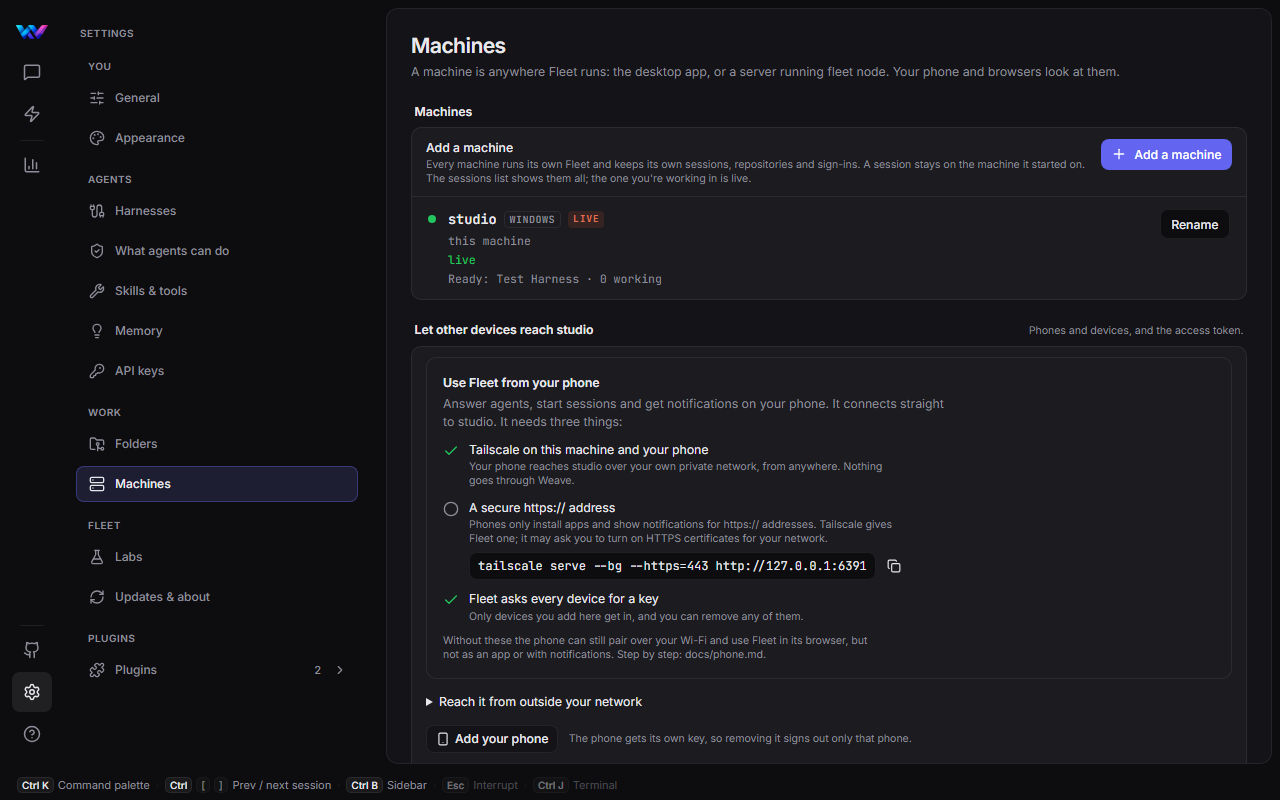 SETTINGS
YOU
General
Appearance
AGENTS
Harnesses
What agents can do
Skills & tools
Memory
API keys
WORK
Folders
Machines
FLEET
Labs
Updates & about
PLUGINS
Plugins 2
Machines
A machine is anywhere Fleet runs: the desktop app, or a server running fleet node. Your phone and browsers look at them.
Machines
Add a machine
Every machine runs its own Fleet and keeps its own sessions, repositories and sign-ins. A session stays on the machine it started on.
The sessions list shows them all; the one you're working in is live.
Add a machine
studio WINDOWS LIVE
this machine
live
Ready: Test Harness · 0 working
Rename
Let other devices reach studio
Phones and devices, and the access token.
Use Fleet from your phone
Answer agents, start sessions and get notifications on your phone. It connects straight
to studio. It needs three things:
Tailscale on this machine and your phone
Your phone reaches studio over your own private network, from anywhere. Nothing
goes through Weave.
A secure https:// address
Phones only install apps and show notifications for https:// addresses. Tailscale gives
Fleet one; it may ask you to turn on HTTPS certificates for your network.
tailscale serve --bg --https=443 http://127.0.0.1:6391
Fleet asks every device for a key
Only devices you add here get in, and you can remove any of them.
Without these the phone can still pair over your Wi-Fi and use Fleet in its browser, but
not as an app or with notifications. Step by step: docs/phone.md.
Reach it from outside your network
Add your phone
The phone gets its own key, so removing it signs out only that phone.
Ctrl K Command palette · Ctrl [ ] Prev / next session · Ctrl B Sidebar · Esc Interrupt · Ctrl J Terminal